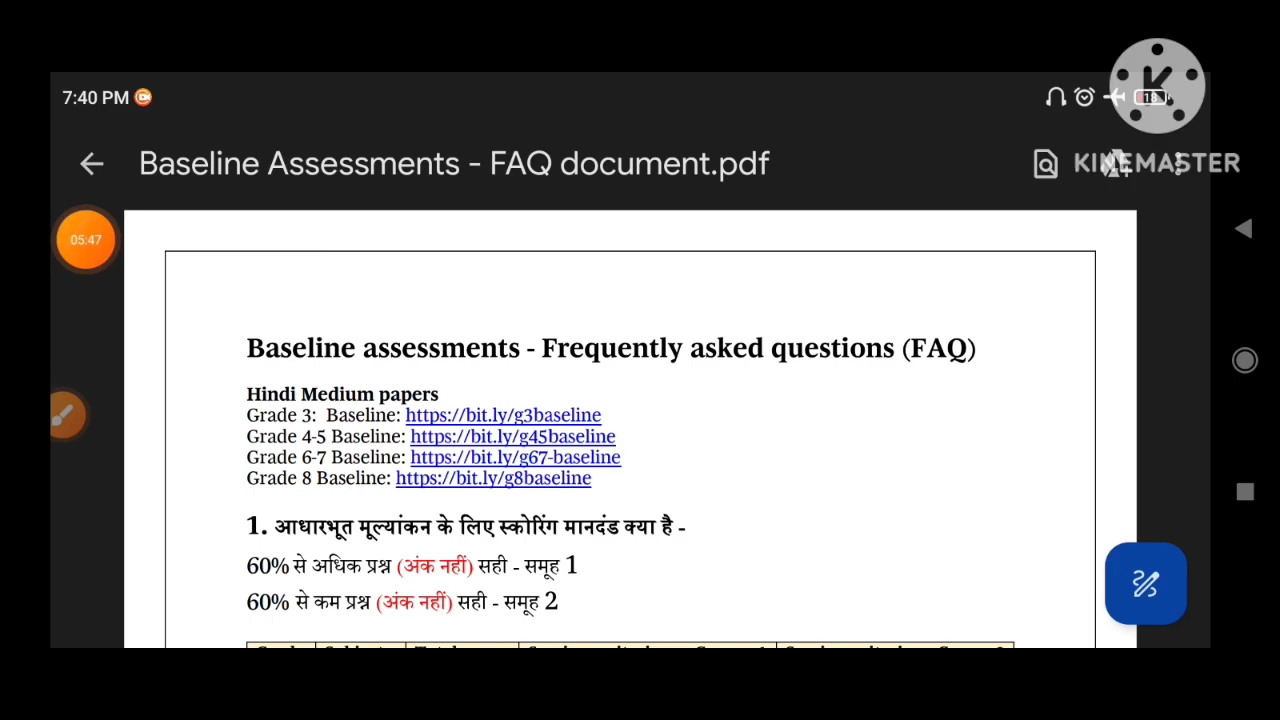 7:40 PM
18
KINEMASTER
Baseline Assessments - FAQ document.pdf
05:47
Baseline assessments - Frequently asked questions (FAQ)
Hindi Medium papers
Grade 3: Baseline: https://bit.ly/g3baseline
Grade 4-5 Baseline: https://bit.ly/g45baseline
Grade 6-7 Baseline: https://bit.ly/g67-baseline
Grade 8 Baseline: https://bit.ly/g8baseline
1. आधारभूत मूल्यांकन के लिए स्कोरिंग मानदंड क्या है -
60% से अधिक प्रश्न (अंक नहीं) सही - समूह 1
60% से कम प्रश्न (अंक नहीं) सही - समूह 2